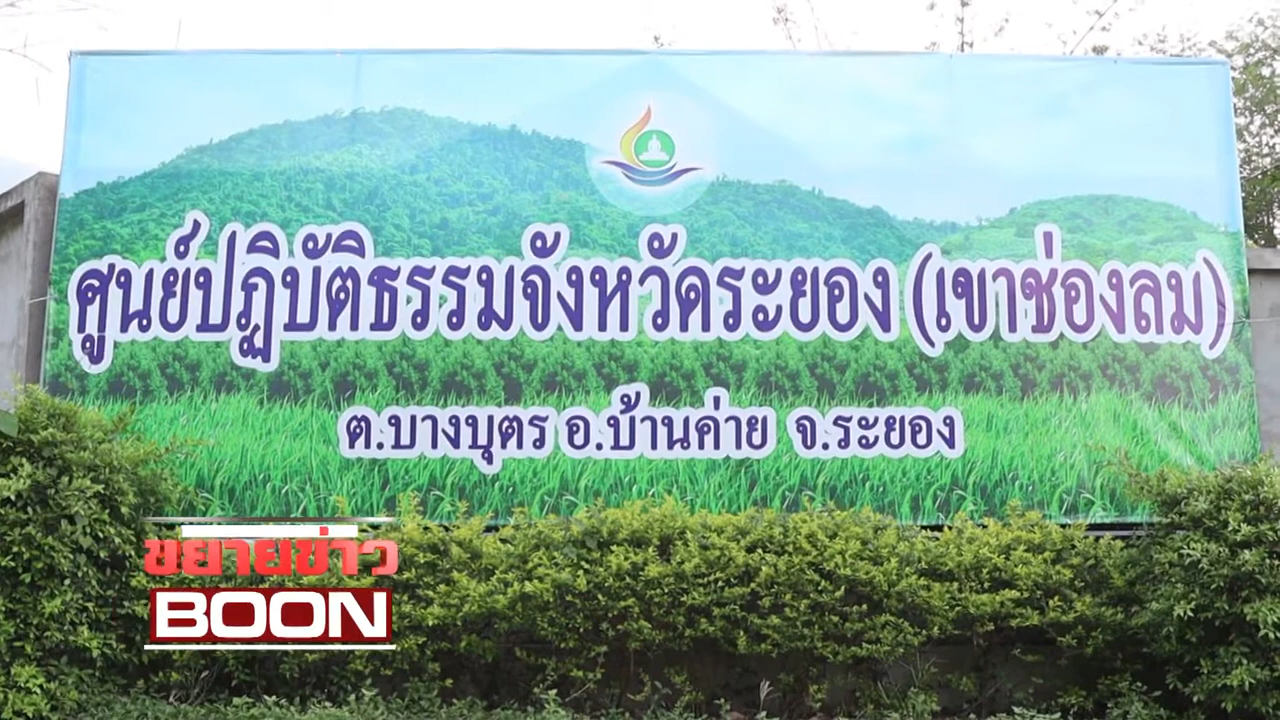 ศูนย์ปฏิบัติธรรมจังหวัดระยอง (เขาช่องลม)
ต.บางบุตร อ.บ้านค่าย จ.ระยอง
ขยายข่าว
BOON